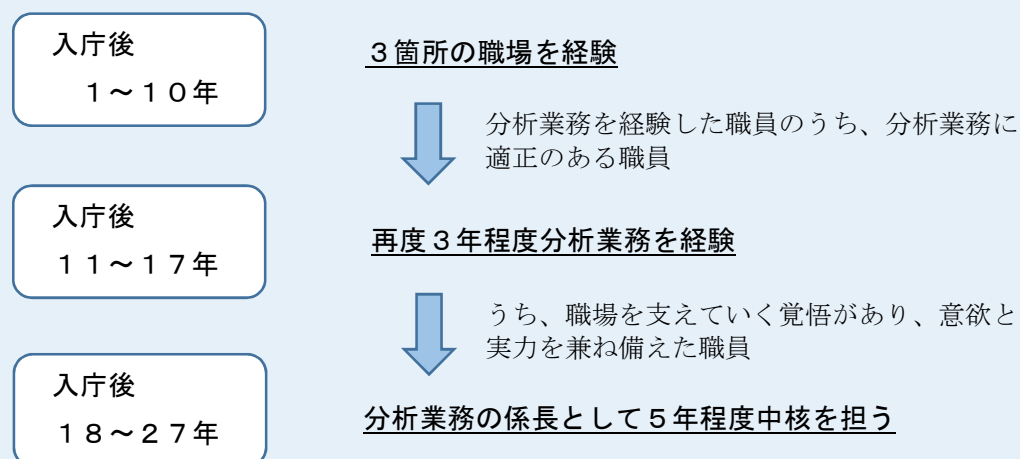 入庁後
１～１０年
３箇所の職場を経験
分析業務を経験した職員のうち、分析業務に
適正のある職員
入庁後
１１～１７年
再度３年程度分析業務を経験
うち、職場を支えていく覚悟があり、意欲と
実力を兼ね備えた職員
入庁後
１８～２７年
分析業務の係長として５年程度中核を担う